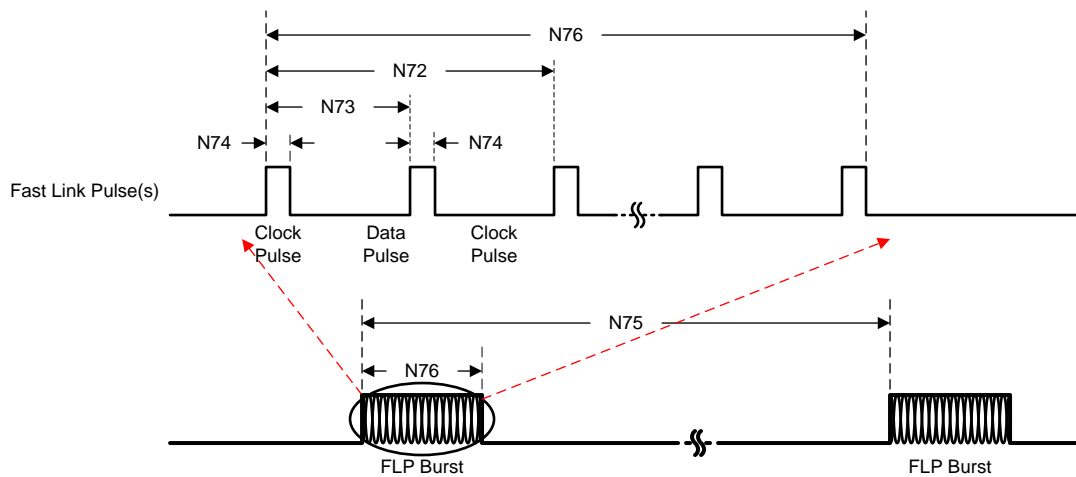 N76
N72
N73
N74
N74
Fast Link Pulse(s)
Clock
Pulse
Data
Pulse
Clock
Pulse
N75
N76
FLP Burst
FLP Burst